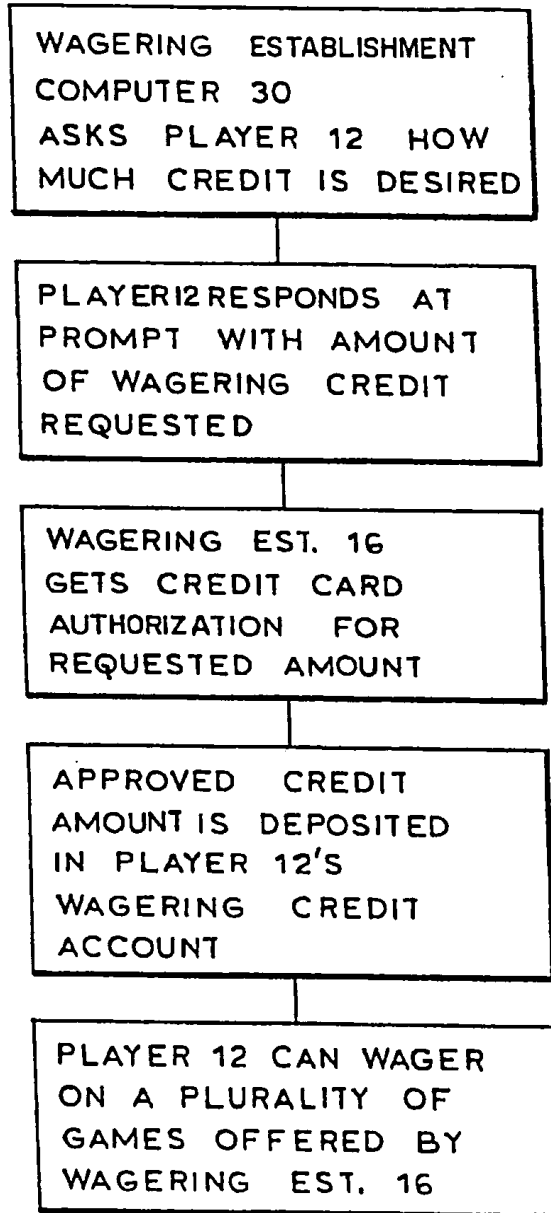 WAGERING ESTABLISHMENT
COMPUTER 30
ASKS PLAYER 12 HOW
MUCH CREDIT IS DESIRED
PLAYER12 RESPONDS AT
PROMPT WITH AMOUNT
OF WAGERING CREDIT
REQUESTED
WAGERING EST. 16
GETS CREDIT CARD
AUTHORIZATION FOR
REQUESTED AMOUNT
APPROVED CREDIT
AMOUNT IS DEPOSITED
IN PLAYER 12'S
WAGERING CREDIT
ACCOUNT
PLAYER 12 CAN WAGER
ON A PLURALITY OF
GAMES OFFERED BY
WAGERING EST. 16